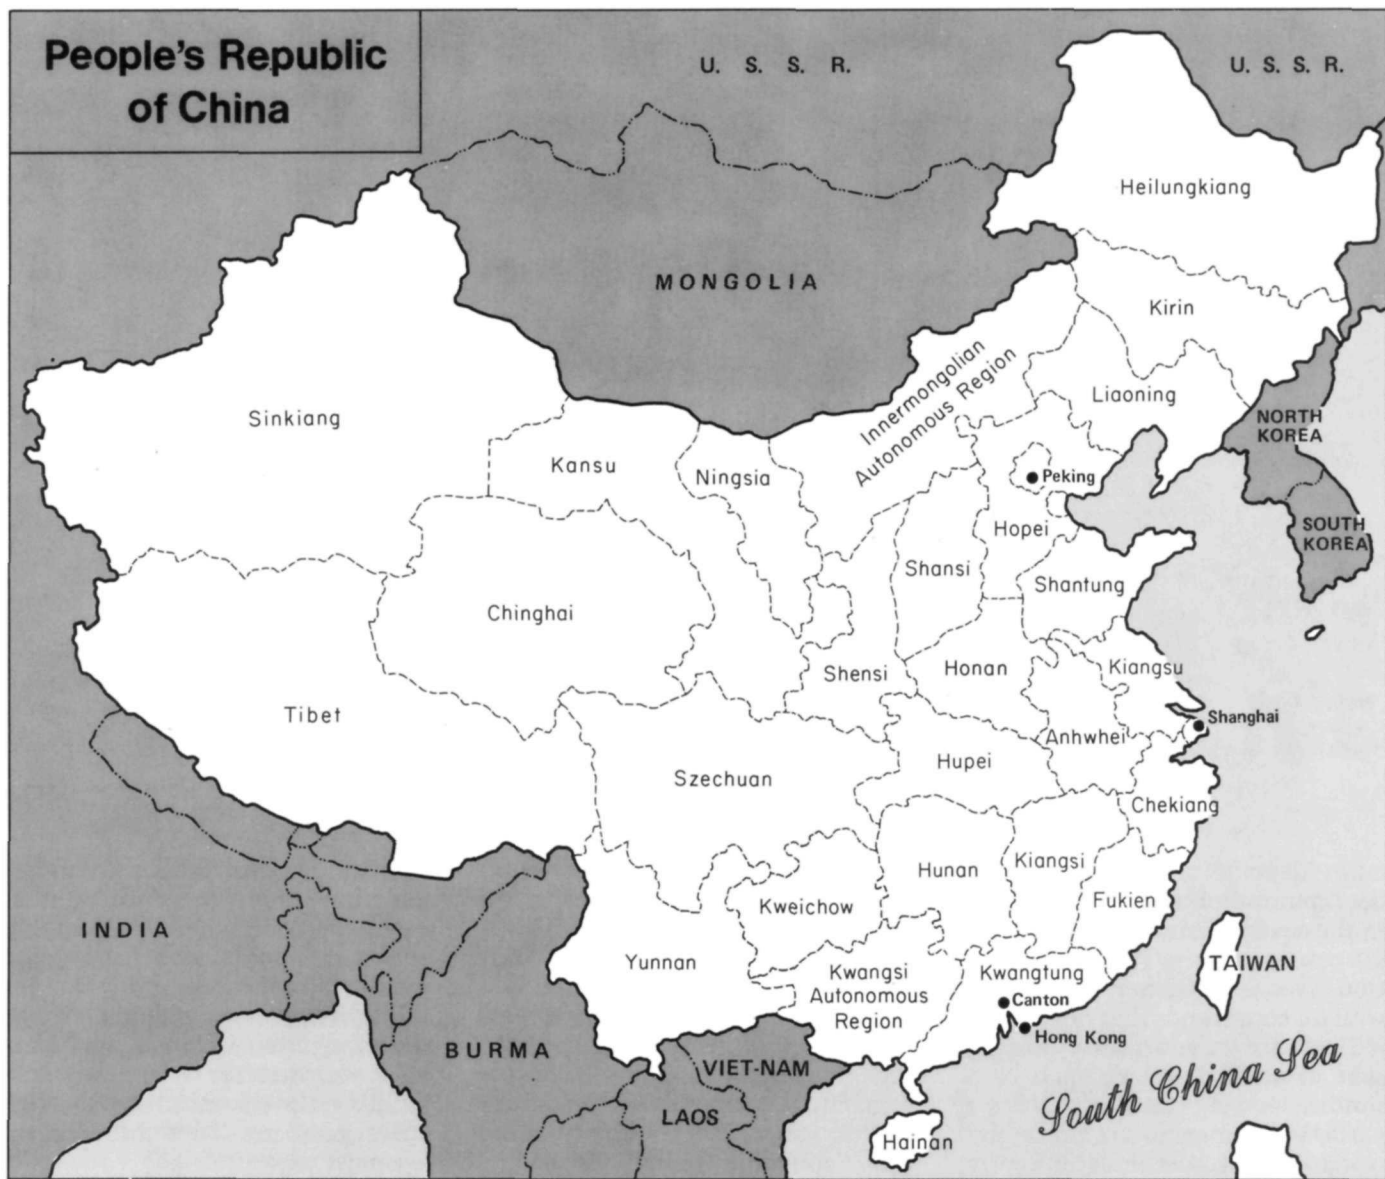 People's Republic
of China
U. S. S. R.
U. S. S. R.
Heilungkiang
MONGOLIA
Kirin
Innermongolian
Autonomous Region
Liaoning
Sinkiang
NORTH
KOREA
Kansu
Ningsia
Peking
Hopei
SOUTH
KOREA
Shansi
Shantung
Chinghai
Shensi
Honan
Kiangsu
Tibet
Shanghai
Anhwhei
Szechuan
Hupei
Chekiang
Hunan
Kiangsi
Kweichow
Fukien
INDIA
Yunnan
Kwangsi
Autonomous
Region
Kwangtung
TAIWAN
Canton
Hong Kong
BURMA
VIET-NAM
LAOS
South China Sea
Hainan